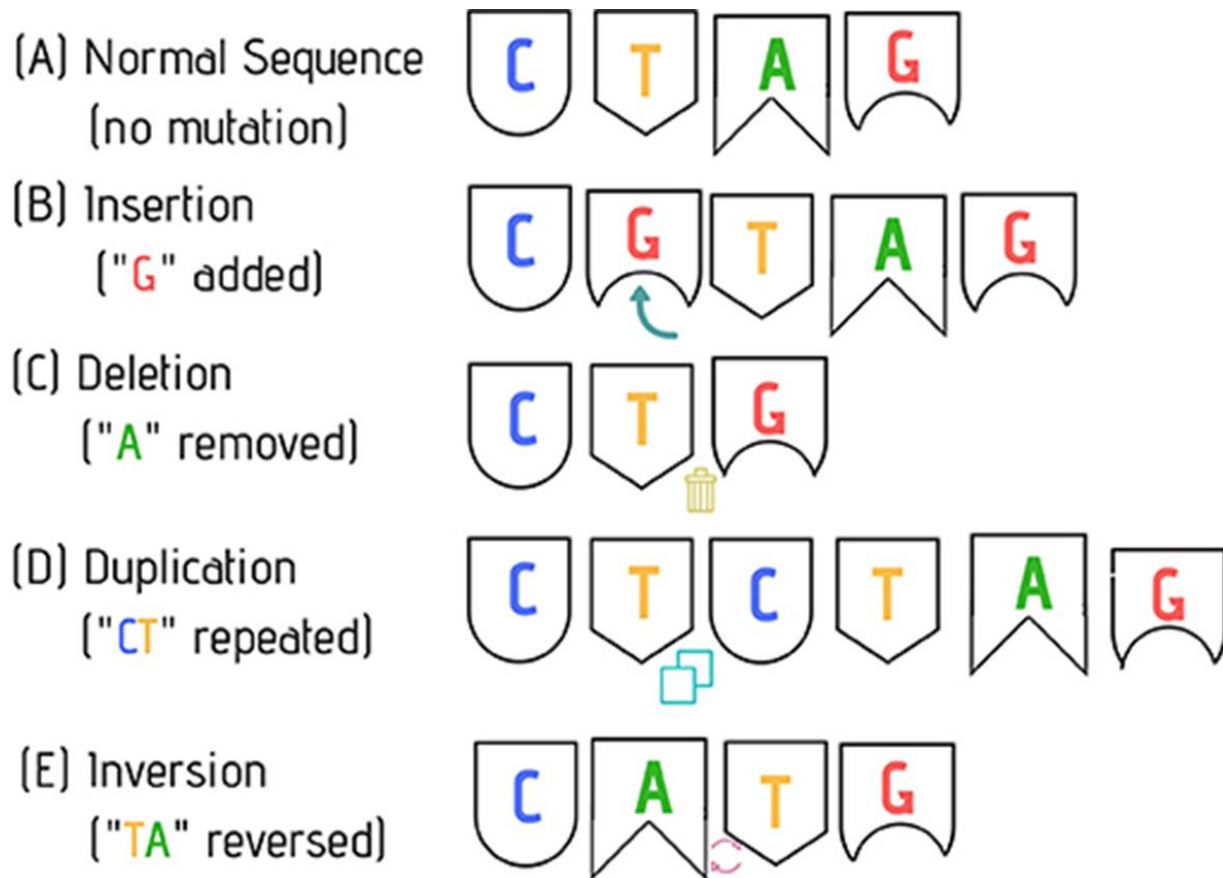 (A) Normal Sequence
(no mutation)
C T A G
(B) Insertion
("G" added)
C G T A G
(C) Deletion
("A" removed)
C T G
(D) Duplication
("CT" repeated)
C T C T A G
(E) Inversion
("TA" reversed)
C A T G